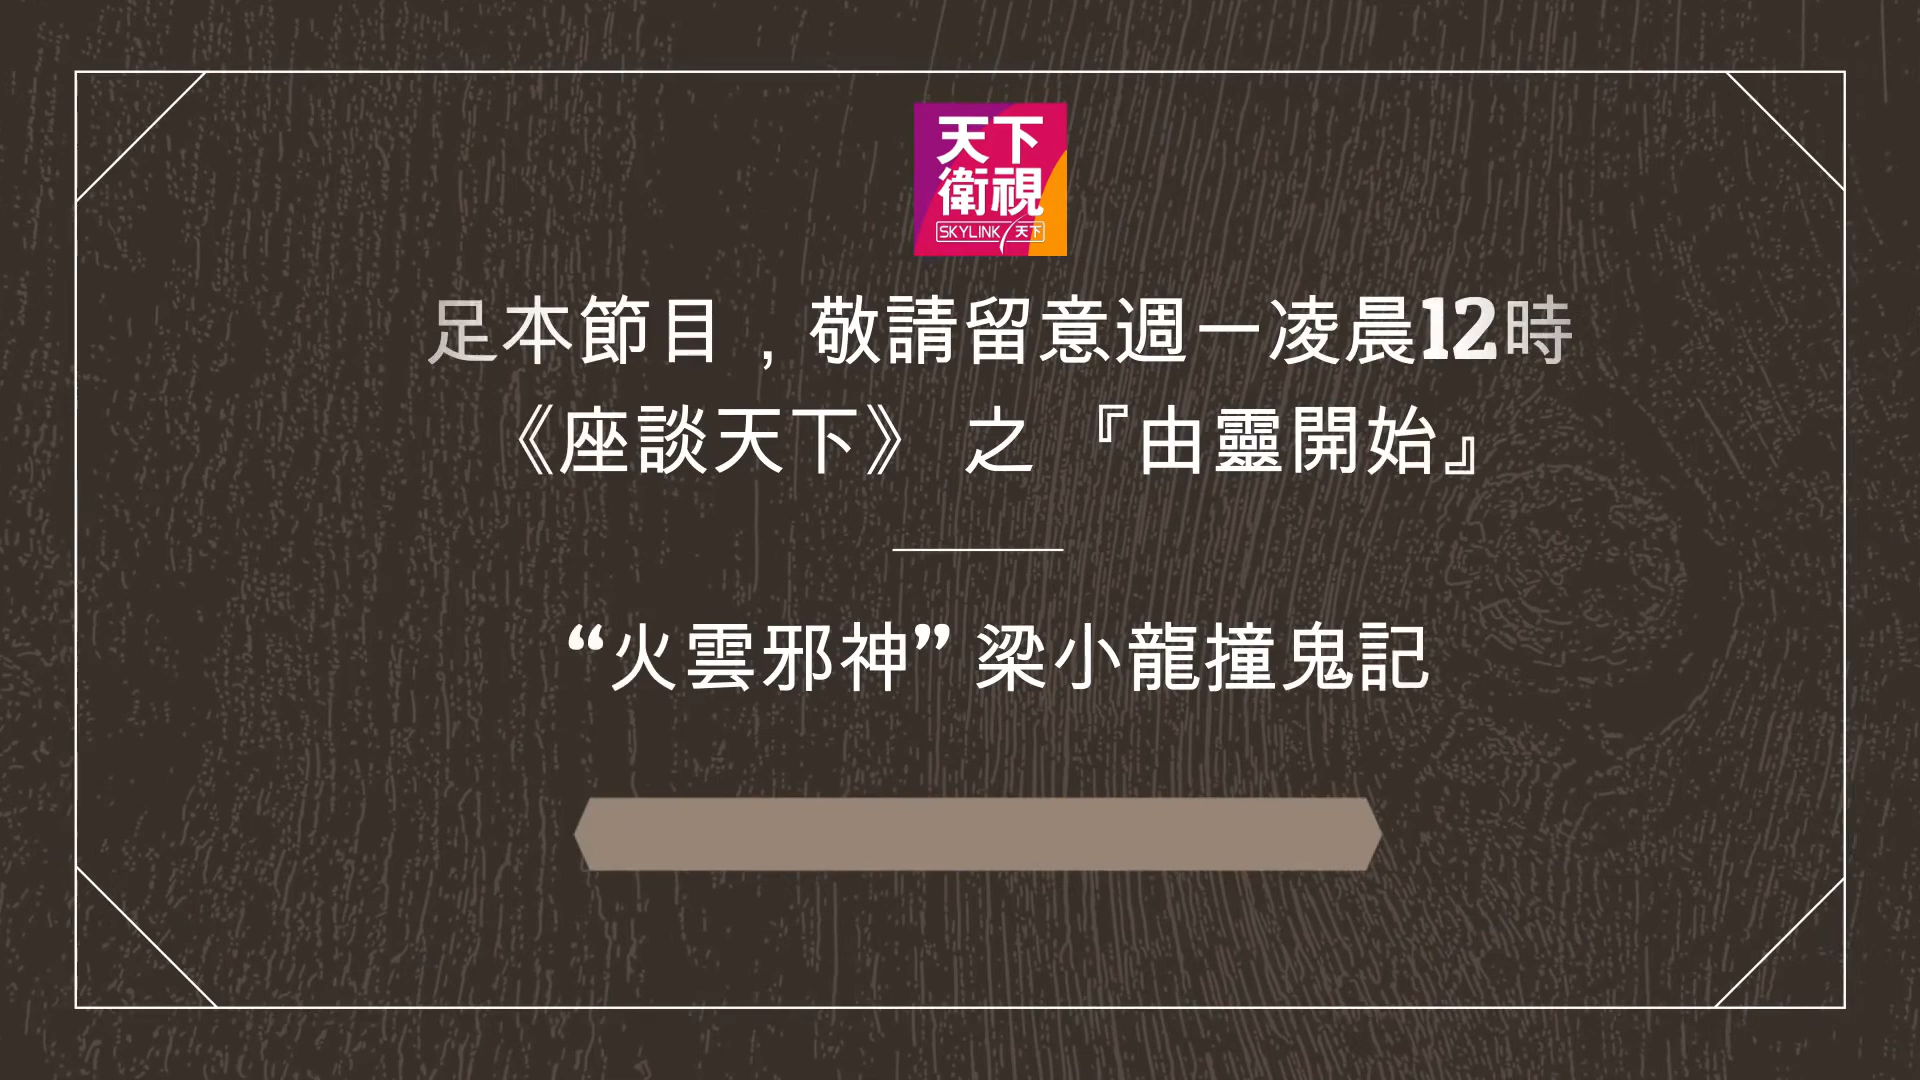 天下
衛視
SKYLINK 天下
足本節目，敬請留意週一凌晨12時
《座談天下》 之 『由靈開始』
“火雲邪神” 梁小龍撞鬼記